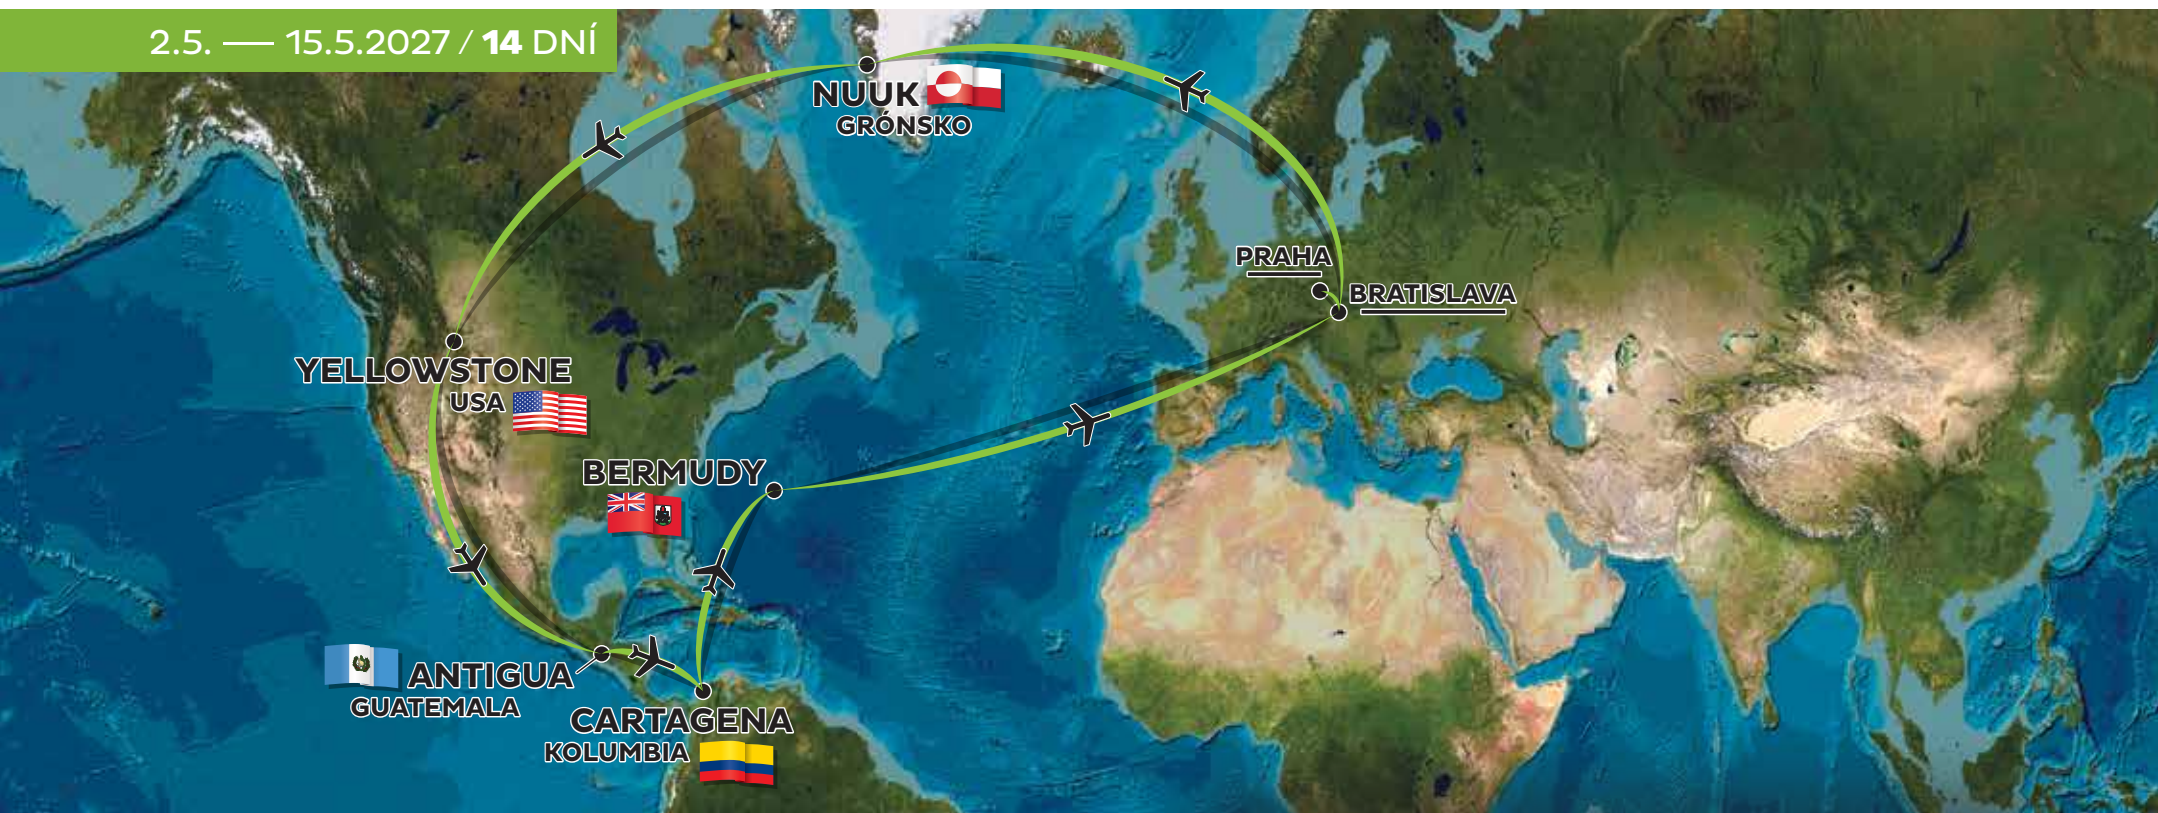 2.5. — 15.5.2027 / 14 DNÍ
NUUK
GRÓNSKO
PRAHA
BRATISLAVA
YELLOWSTONE
USA
BERMUDY
ANTIGUA
GUATEMALA
CARTAGENA
KOLUMBIA